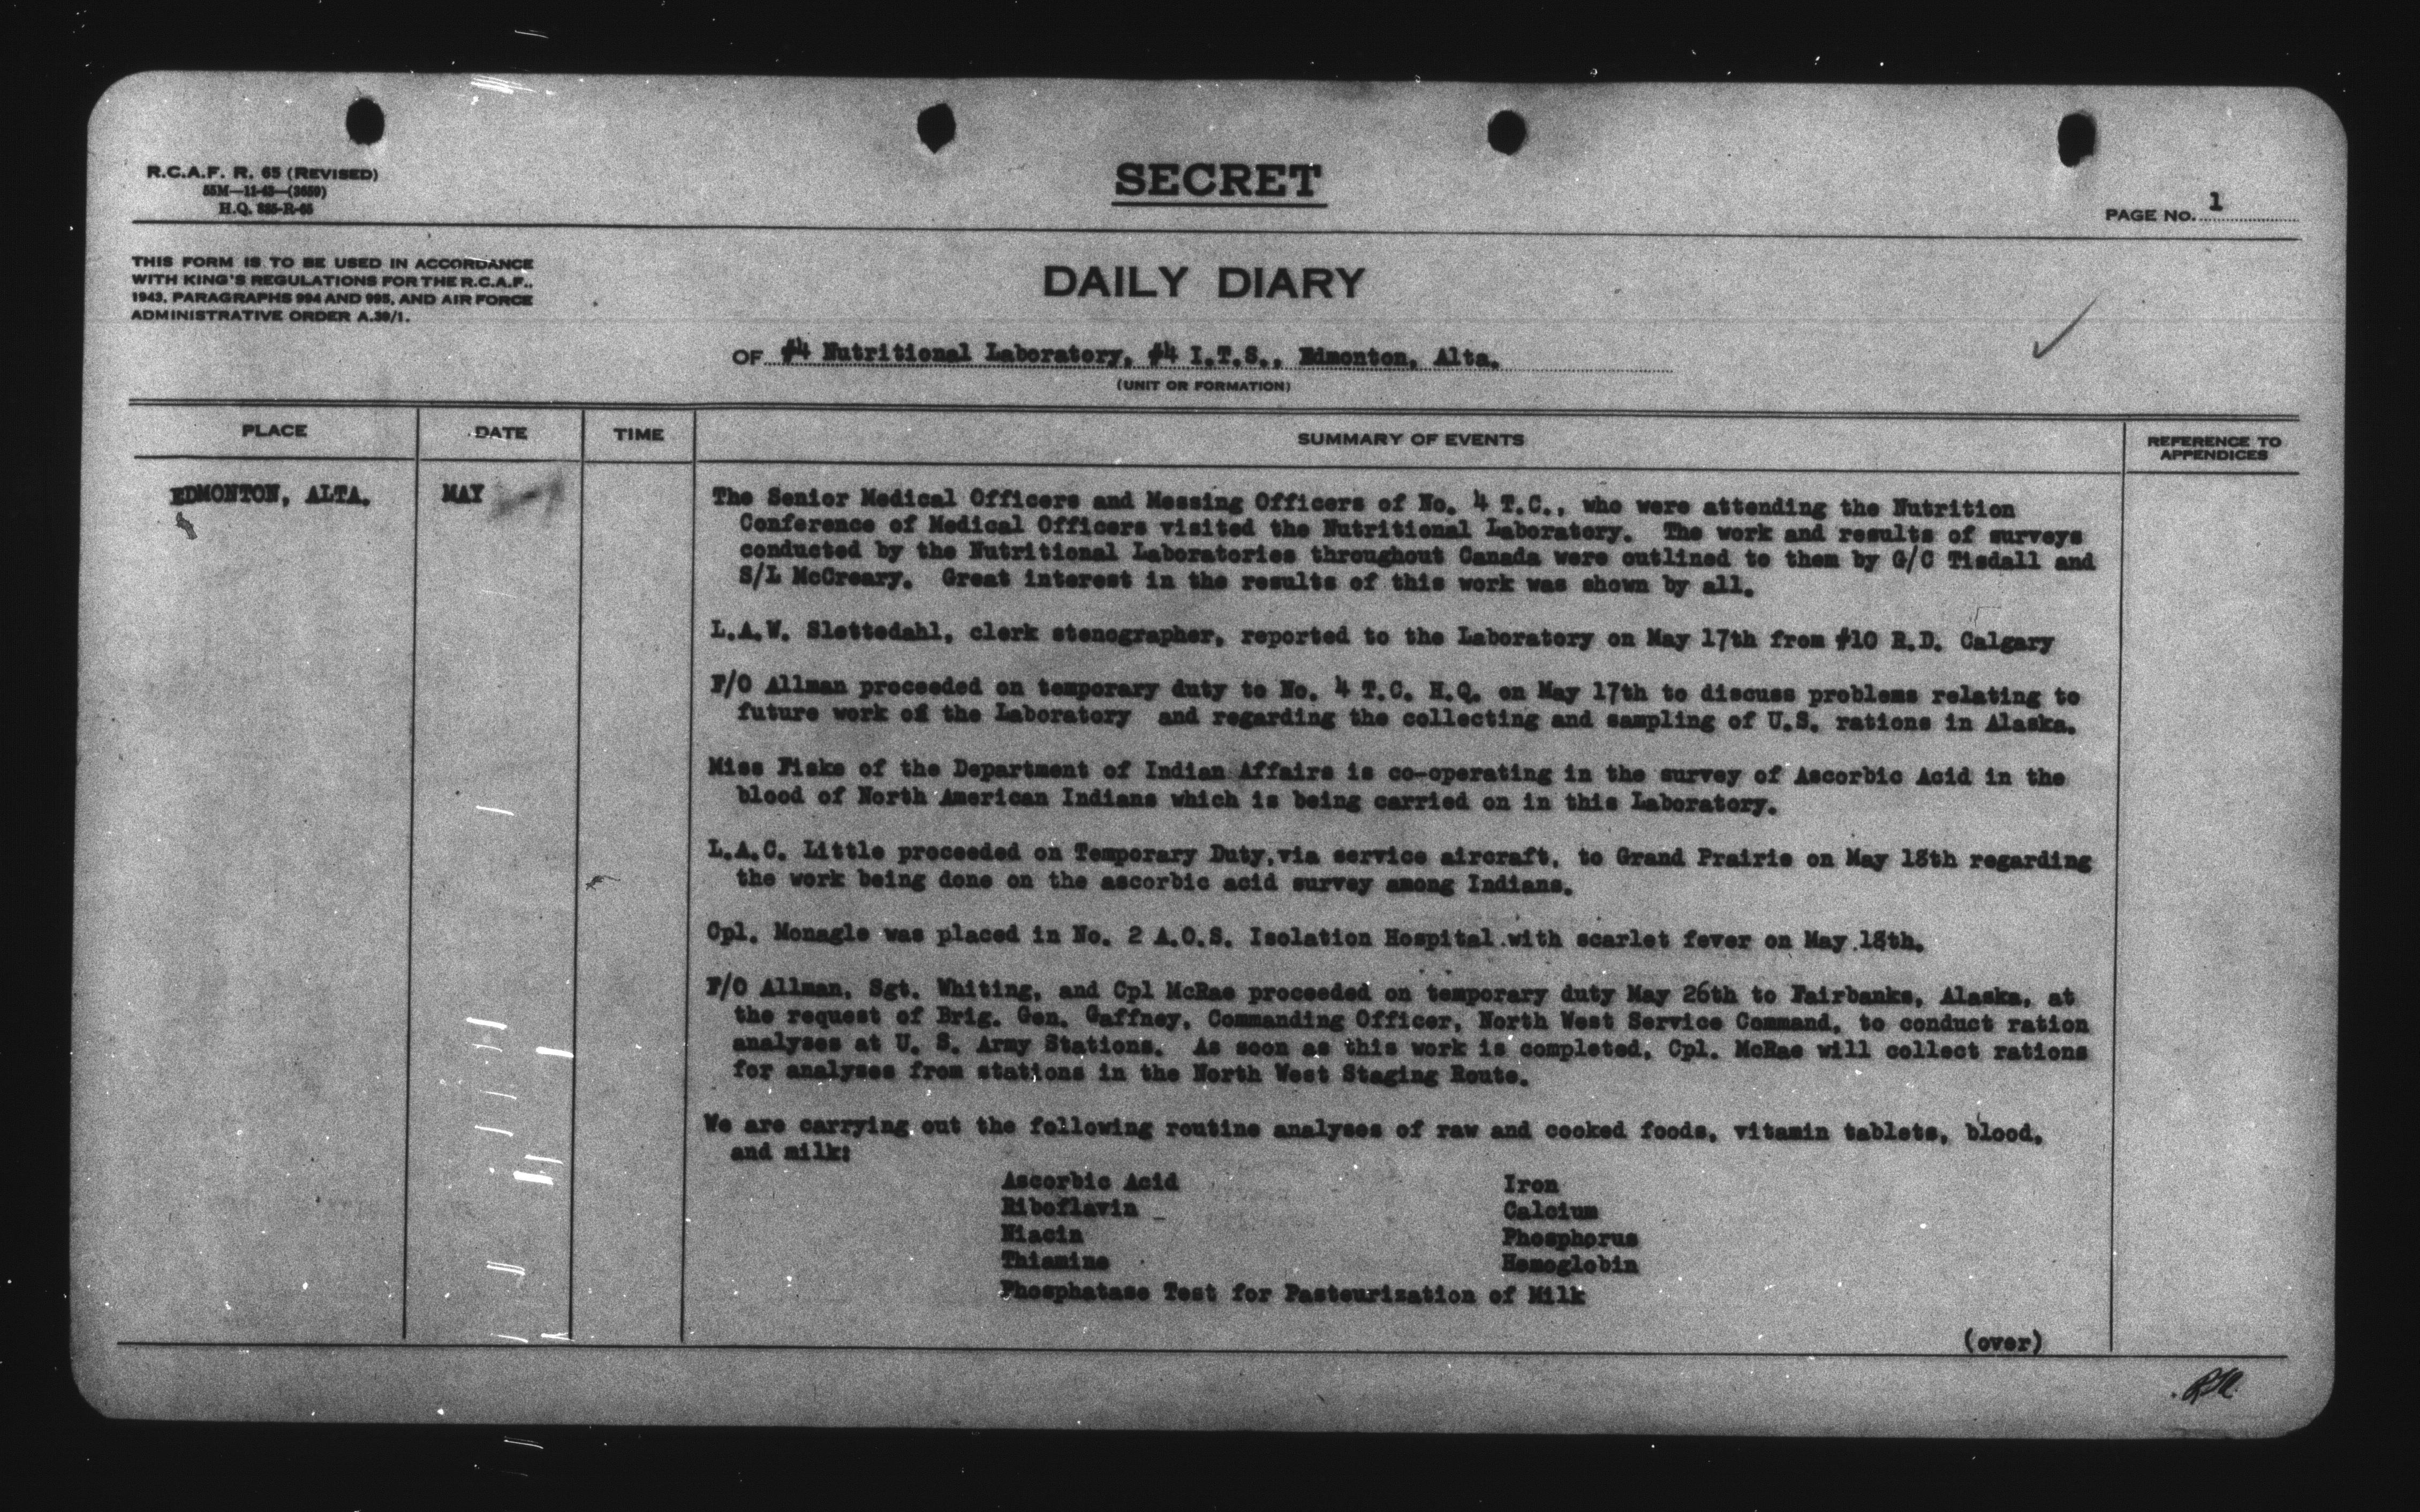 R.C.A.F. R. 65 (REVISED)
55M—11-43—(3659)
H.Q. 885-R-65
SECRET
PAGE NO. 1
THIS FORM IS TO BE USED IN ACCORDANCE
WITH KING'S REGULATIONS FOR THE R.C.A.F.,
1943, PARAGRAPHS 994 AND 995, AND AIR FORCE
ADMINISTRATIVE ORDER A.39/1.
DAILY DIARY
OF #4 Nutritional Laboratory, #4 I.T.S., Edmonton, Alta.
(UNIT OR FORMATION)
PLACE DATE TIME SUMMARY OF EVENTS REFERENCE TO APPENDICES
EDMONTON, ALTA. MAY
The Senior Medical Officers and Messing Officers of No. 4 T.C., who were attending the Nutrition
Conference of Medical Officers visited the Nutritional Laboratory. The work and results of surveys
conducted by the Nutritional Laboratories throughout Canada were outlined to them by G/C Tisdall and
S/L McCreary. Great interest in the results of this work was shown by all.
L.A.W. Slettedahl, clerk stenographer, reported to the Laboratory on May 17th from #10 R.D. Calgary
F/O Allman proceeded on temporary duty to No. 4 T.C. H.Q. on May 17th to discuss problems relating to
future work of the Laboratory and regarding the collecting and sampling of U.S. rations in Alaska.
Miss Fiske of the Department of Indian Affairs is co-operating in the survey of Ascorbic Acid in the
blood of North American Indians which is being carried on in this Laboratory.
L.A.C. Little proceeded on Temporary Duty,via service aircraft, to Grand Prairie on May 18th regarding
the work being done on the ascorbic acid survey among Indians.
Cpl. Monagle was placed in No. 2 A.O.S. Isolation Hospital with scarlet fever on May 18th.
F/O Allman, Sgt. Whiting, and Cpl McRae proceeded on temporary duty May 26th to Fairbanks, Alaska, at
the request of Brig. Gen. Gaffney, Commanding Officer, North West Service Command, to conduct ration
analyses at U. S. Army Stations. As soon as this work is completed, Cpl. McRae will collect rations
for analyses from stations in the North West Staging Route.
We are carrying out the following routine analyses of raw and cooked foods, vitamin tablets, blood,
and milk:
Ascorbic Acid Iron
Riboflavin Calcium
Niacin Phosphorus
Thiamine Hemoglobin
Phosphatase Test for Pasteurization of Milk
(over)